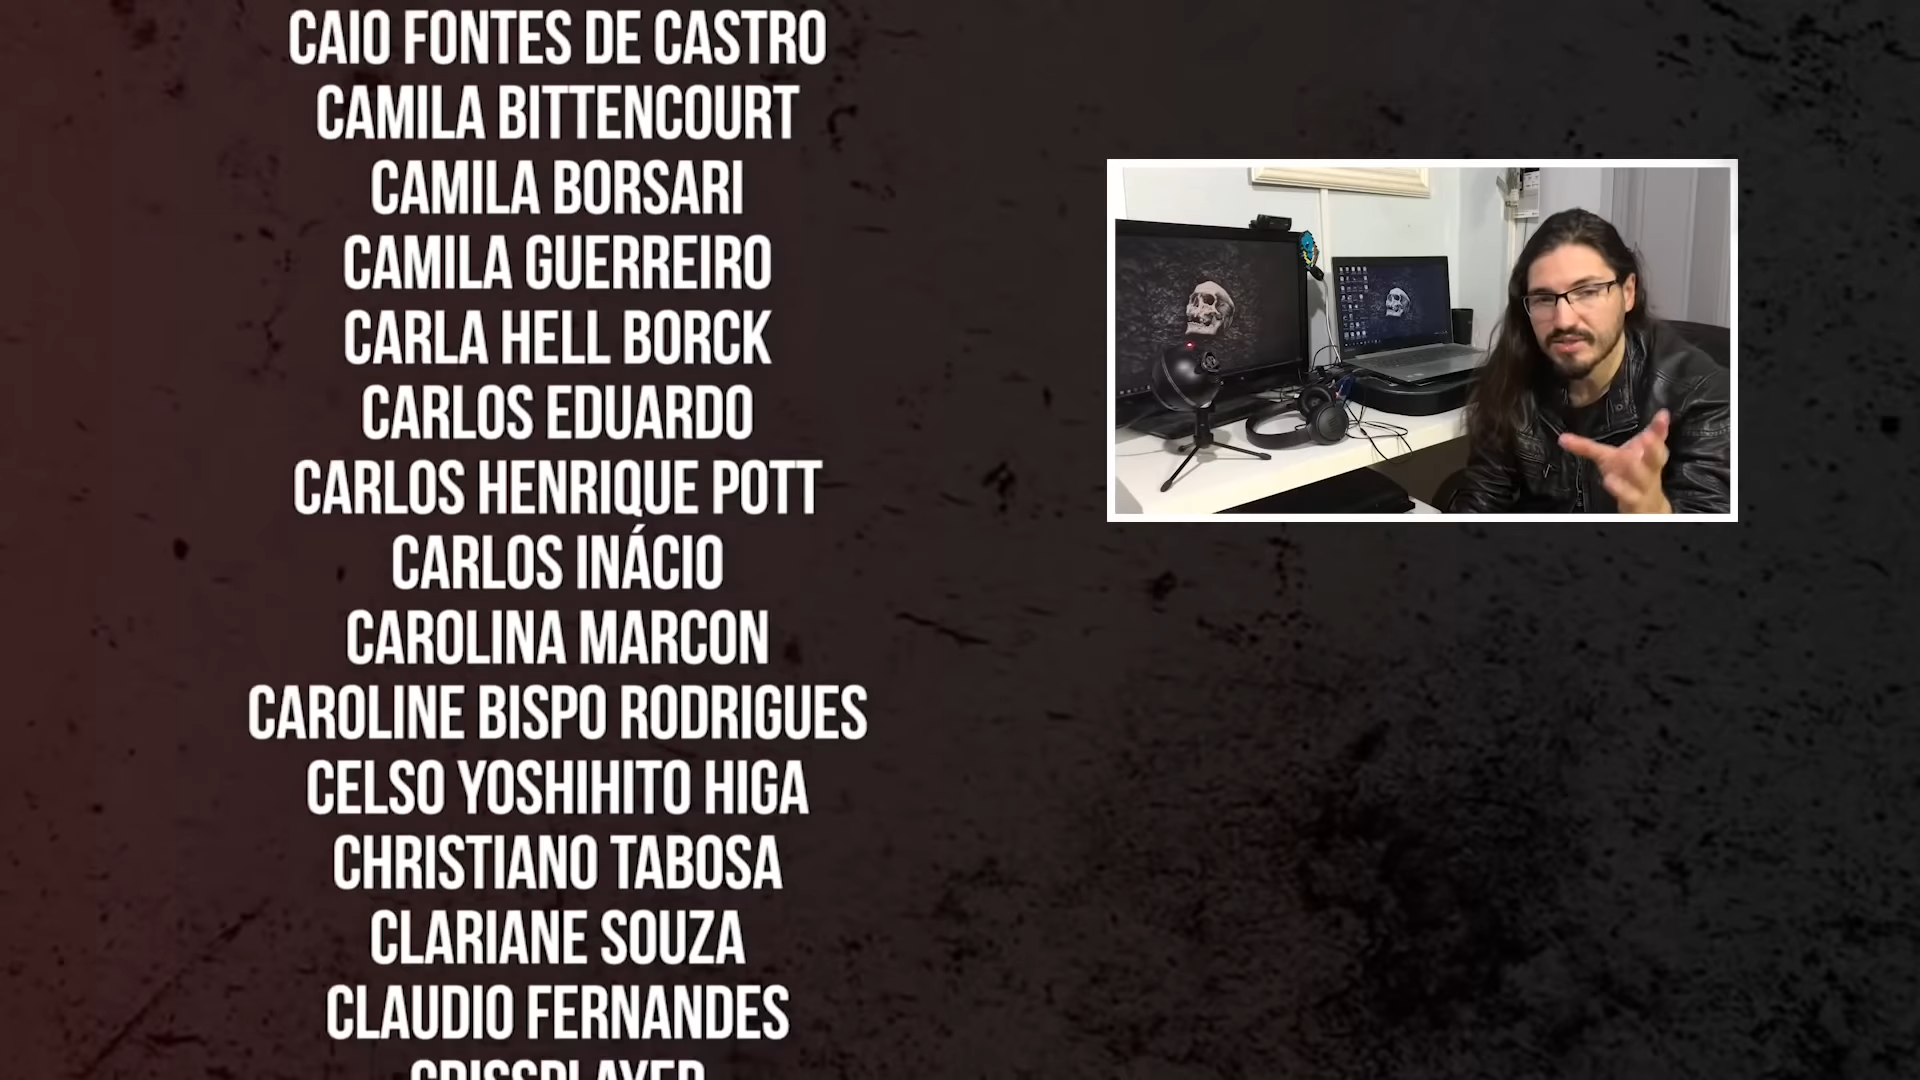 CAIO FONTES DE CASTRO
CAMILA BITTENCOURT
CAMILA BORSARI
CAMILA GUERREIRO
CARLA HELL BORCK
CARLOS EDUARDO
CARLOS HENRIQUE POTT
CARLOS INÁCIO
CAROLINA MARCON
CAROLINE BISPO RODRIGUES
CELSO YOSHIHITO HIGA
CHRISTIANO TABOSA
CLARIANE SOUZA
CLAUDIO FERNANDES
CRISSPLAYER